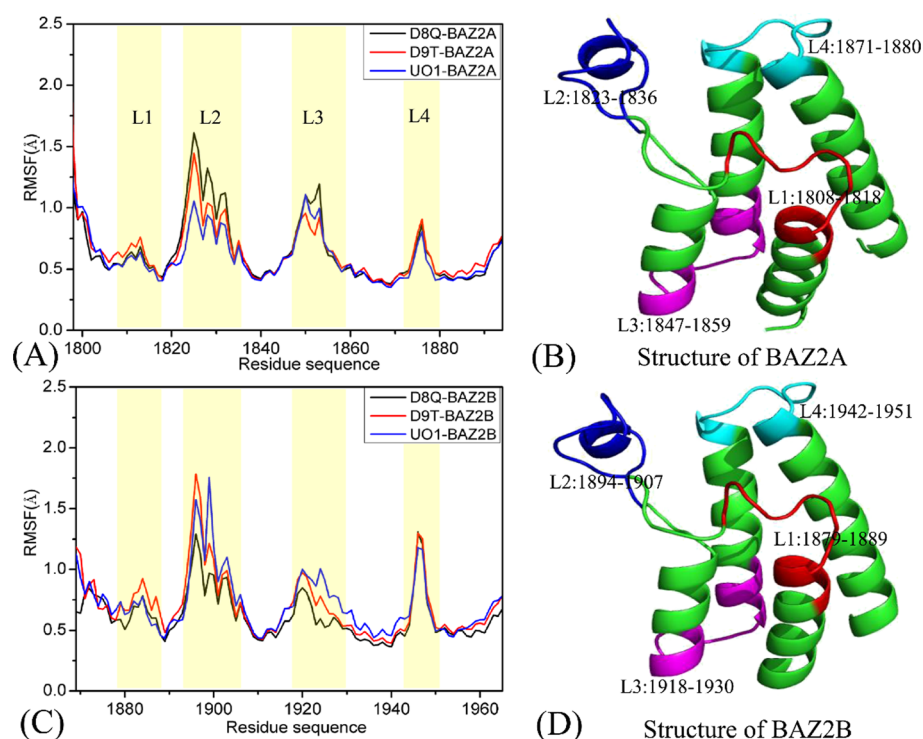 2.5
2.0
1.5
1.0
0.5
0.0
RMSF(Å)
D8Q-BAZ2A
D9T-BAZ2A
UO1-BAZ2A
L1
L2
L3
L4
1800
1820
1840
1860
1880
Residue sequence
(A)
L4:1871-1880
L2:1823-1836
L1:1808-1818
L3:1847-1859
(B)
Structure of BAZ2A
2.5
2.0
1.5
1.0
0.5
0.0
RMSF(Å)
D8Q-BAZ2B
D9T-BAZ2B
UO1-BAZ2B
1880
1900
1920
1940
1960
Residue sequence
(C)
L4:1942-1951
L2:1894-1907
L1:1879-1889
L3:1918-1930
(D)
Structure of BAZ2B